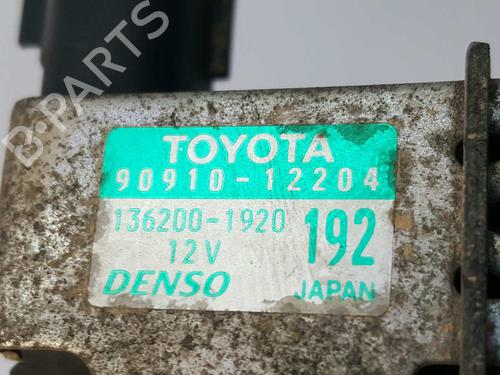 TOYOTA
90910-12204
136200-1920
12V
192
DENSO
JAPAN
B-PARTS